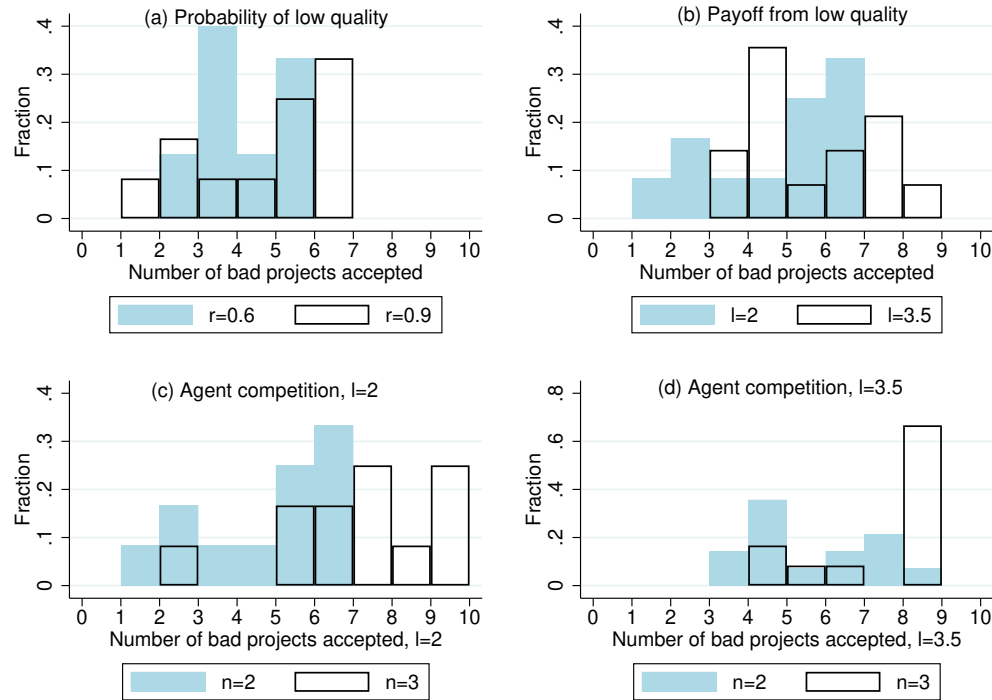 (a) Probability of low quality
.4
.3
.2
.1
0
Fraction
0 1 2 3 4 5 6 7 8 9 10
Number of bad projects accepted
r=0.6 r=0.9
(b) Payoff from low quality
.4
.3
.2
.1
0
Fraction
0 1 2 3 4 5 6 7 8 9 10
Number of bad projects accepted
l=2 l=3.5
(c) Agent competition, l=2
.4
.3
.2
.1
0
Fraction
0 1 2 3 4 5 6 7 8 9 10
Number of bad projects accepted, l=2
n=2 n=3
(d) Agent competition, l=3.5
.8
.6
.4
.2
0
Fraction
0 1 2 3 4 5 6 7 8 9 10
Number of bad projects accepted, l=3.5
n=2 n=3